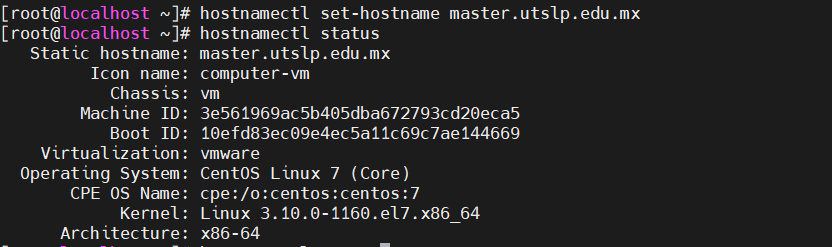 [root@localhost ~]# hostnamectl set-hostname master.utslp.edu.mx
[root@localhost ~]# hostnamectl status
Static hostname: master.utslp.edu.mx
Icon name: computer-vm
Chassis: vm
Machine ID: 3e561969ac5b405dba672793cd20eca5
Boot ID: 10efd83ec09e4ec5a11c69c7ae144669
Virtualization: vmware
Operating System: CentOS Linux 7 (Core)
CPE OS Name: cpe:/o:centos:centos:7
Kernel: Linux 3.10.0-1160.el7.x86_64
Architecture: x86-64